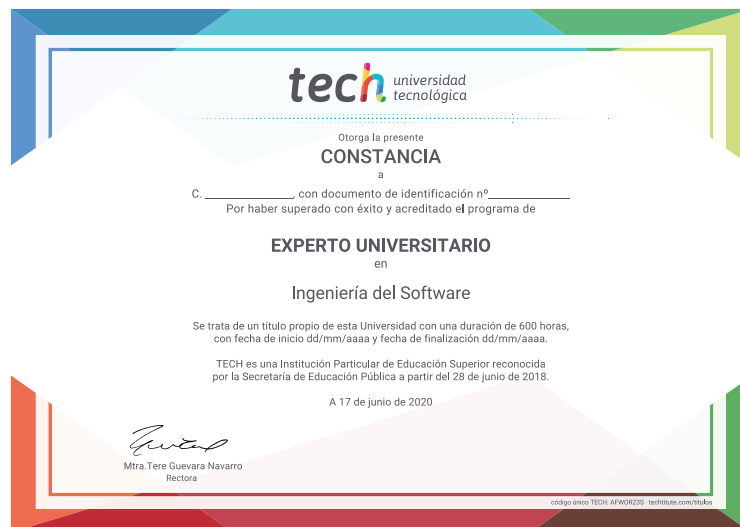 tech universidad
tecnológica
Otorga la presente
CONSTANCIA
a
C. ______________, con documento de identificación nº_____________
Por haber superado con éxito y acreditado el programa de
EXPERTO UNIVERSITARIO
en
Ingeniería del Software
Se trata de un título propio de esta Universidad con una duración de 600 horas,
con fecha de inicio dd/mm/aaaa y fecha de finalización dd/mm/aaaa.
TECH es una Institución Particular de Educación Superior reconocida
por la Secretaría de Educación Pública a partir del 28 de junio de 2018.
A 17 de junio de 2020
Mtra.Tere Guevara Navarro
Rectora
código único TECH: AFWOR23S techtitute.com/titulos